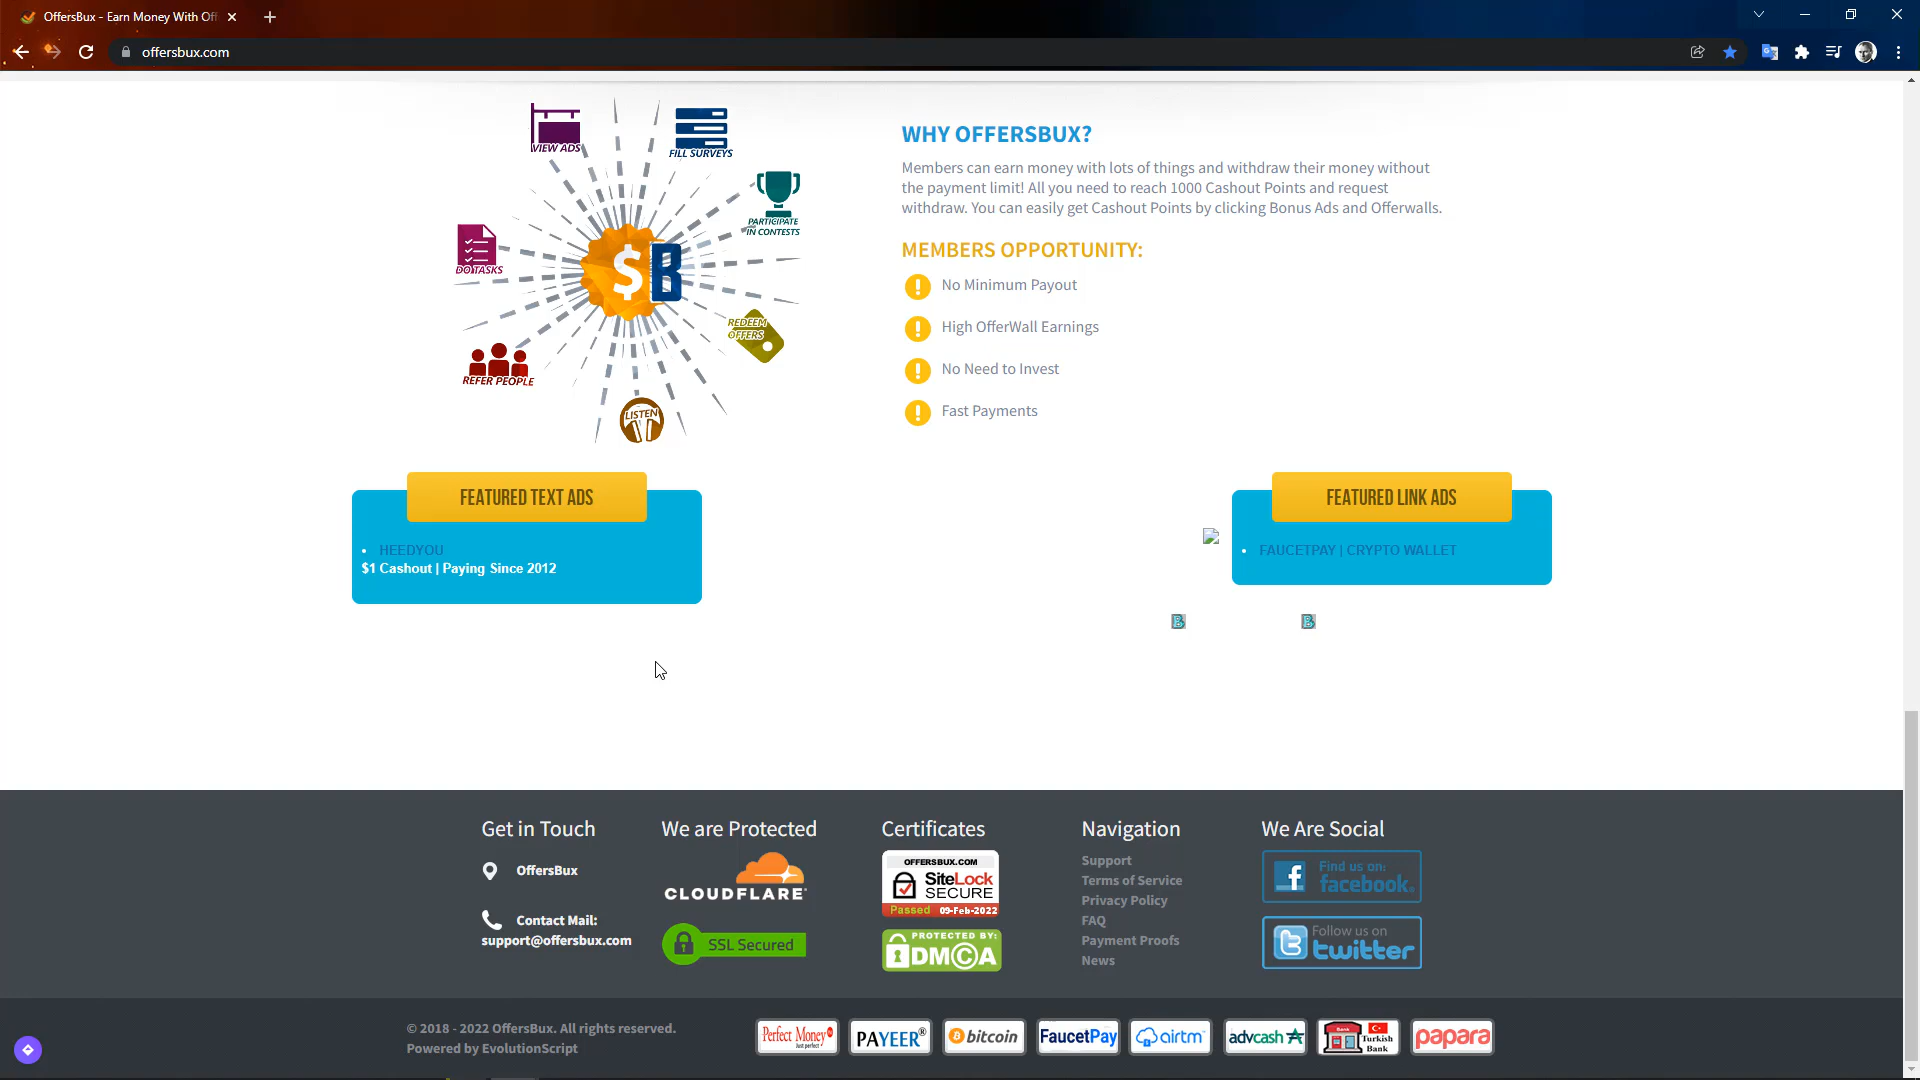 OffersBux - Earn Money With Off
offersbux.com
VIEW ADS
FILL SURVEYS
PARTICIPATE
IN CONTESTS
DO TASKS
$B
REDEEM
OFFERS
REFER PEOPLE
LISTEN
WHY OFFERSBUX?
Members can earn money with lots of things and withdraw their money without
the payment limit! All you need to reach 1000 Cashout Points and request
withdraw. You can easily get Cashout Points by clicking Bonus Ads and Offerwalls.
MEMBERS OPPORTUNITY:
No Minimum Payout
High OfferWall Earnings
No Need to Invest
Fast Payments
FEATURED TEXT ADS
HEEDYOU
$1 Cashout | Paying Since 2012
FEATURED LINK ADS
FAUCETPAY | CRYPTO WALLET
Get in Touch
OffersBux
Contact Mail:
support@offersbux.com
We are Protected
CLOUDFLARE
SSL Secured
Certificates
OFFERSBUX.COM
SiteLock
SECURE
Passed 09-Feb-2022
PROTECTED BY:
DMCA
Navigation
Support
Terms of Service
Privacy Policy
FAQ
Payment Proofs
News
We Are Social
Find us on:
facebook.
Follow us on
twitter
© 2018 - 2022 OffersBux. All rights reserved.
Powered by EvolutionScript
Perfect Money
Just perfect
PAYEER®
bitcoin
FaucetPay
airtm
advcash
Bank
Turkish
Bank
papara